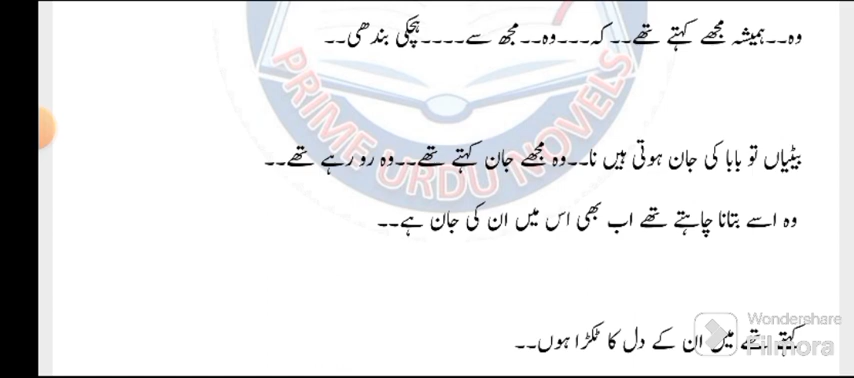 وہ۔۔ہمیشہ مجھے کہتے تھے۔۔کہ۔۔۔وہ۔۔مجھ سے۔۔۔۔ہچکی بندھی۔۔
بیٹیاں تو بابا کی جان ہوتی ہیں نا۔۔وہ مجھے جان کہتے تھے۔۔وہ رو رہے تھے۔۔
وہ اسے بتانا چاہتے تھے اب بھی اس میں ان کی جان ہے۔۔
کہتے تھے میں ان کے دل کا ٹکڑا ہوں۔۔
PRIME URDU NOVELS
Wondershare
Filmora